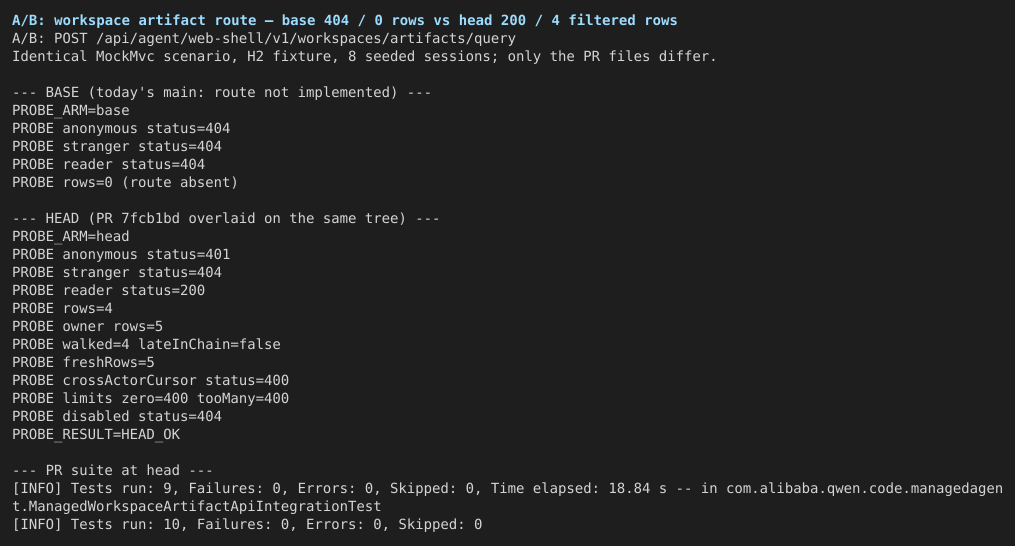 A/B: workspace artifact route — base 404 / 0 rows vs head 200 / 4 filtered rows
A/B: POST /api/agent/web-shell/v1/workspaces/artifacts/query
Identical MockMvc scenario, H2 fixture, 8 seeded sessions; only the PR files differ.

--- BASE (today's main: route not implemented) ---
PROBE_ARM=base
PROBE anonymous status=404
PROBE stranger status=404
PROBE reader status=404
PROBE rows=0 (route absent)

--- HEAD (PR 7fcb1bd overlaid on the same tree) ---
PROBE_ARM=head
PROBE anonymous status=401
PROBE stranger status=404
PROBE reader status=200
PROBE rows=4
PROBE owner rows=5
PROBE walked=4 lateInChain=false
PROBE freshRows=5
PROBE crossActorCursor status=400
PROBE limits zero=400 tooMany=400
PROBE disabled status=404
PROBE_RESULT=HEAD_OK

--- PR suite at head ---
[INFO] Tests run: 9, Failures: 0, Errors: 0, Skipped: 0, Time elapsed: 18.84 s -- in com.alibaba.qwen.code.managedagen
t.ManagedWorkspaceArtifactApiIntegrationTest
[INFO] Tests run: 10, Failures: 0, Errors: 0, Skipped: 0